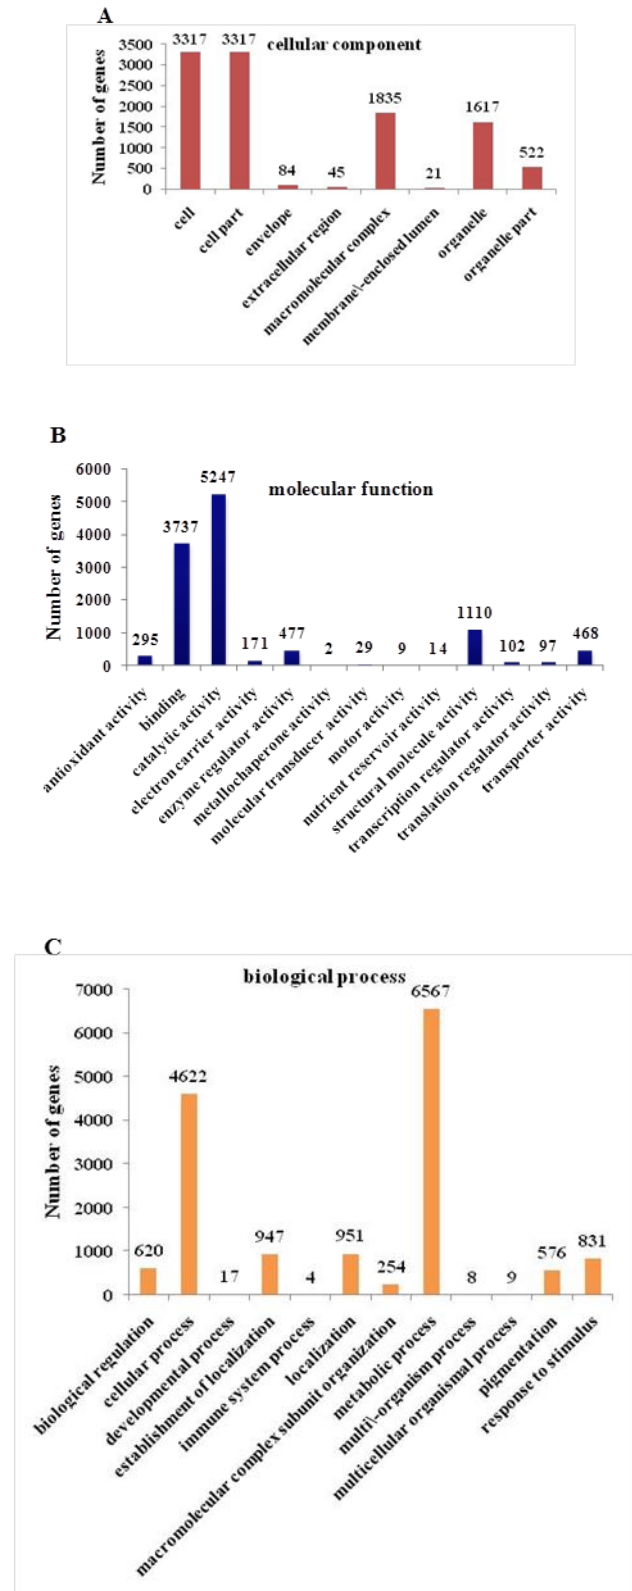 A
cellular component
Number of genes
3500
3000
2500
2000
1500
1000
500
0
3317
3317
84
45
1835
21
1617
522
cell
cell part
envelope
extracellular region
macromolecular complex
membrane\-enclosed lumen
organelle
organelle part
B
molecular function
Number of genes
6000
5000
4000
3000
2000
1000
0
295
3737
5247
171
477
2
29
9
14
1110
102
97
468
antioxidant activity
binding
catalytic activity
electron carrier activity
enzyme regulator activity
metallochaperone activity
molecular transducer activity
motor activity
nutrient reservoir activity
structural molecule activity
transcription regulator activity
translation regulator activity
transporter activity
C
biological process
Number of genes
7000
6000
5000
4000
3000
2000
1000
0
620
4622
17
947
4
951
254
6567
8
9
576
831
biological regulation
cellular process
developmental process
establishment of localization
immune system process
localization
macromolecular complex subunit organization
metabolic process
multi\-organism process
multicellular organismal process
pigmentation
response to stimulus